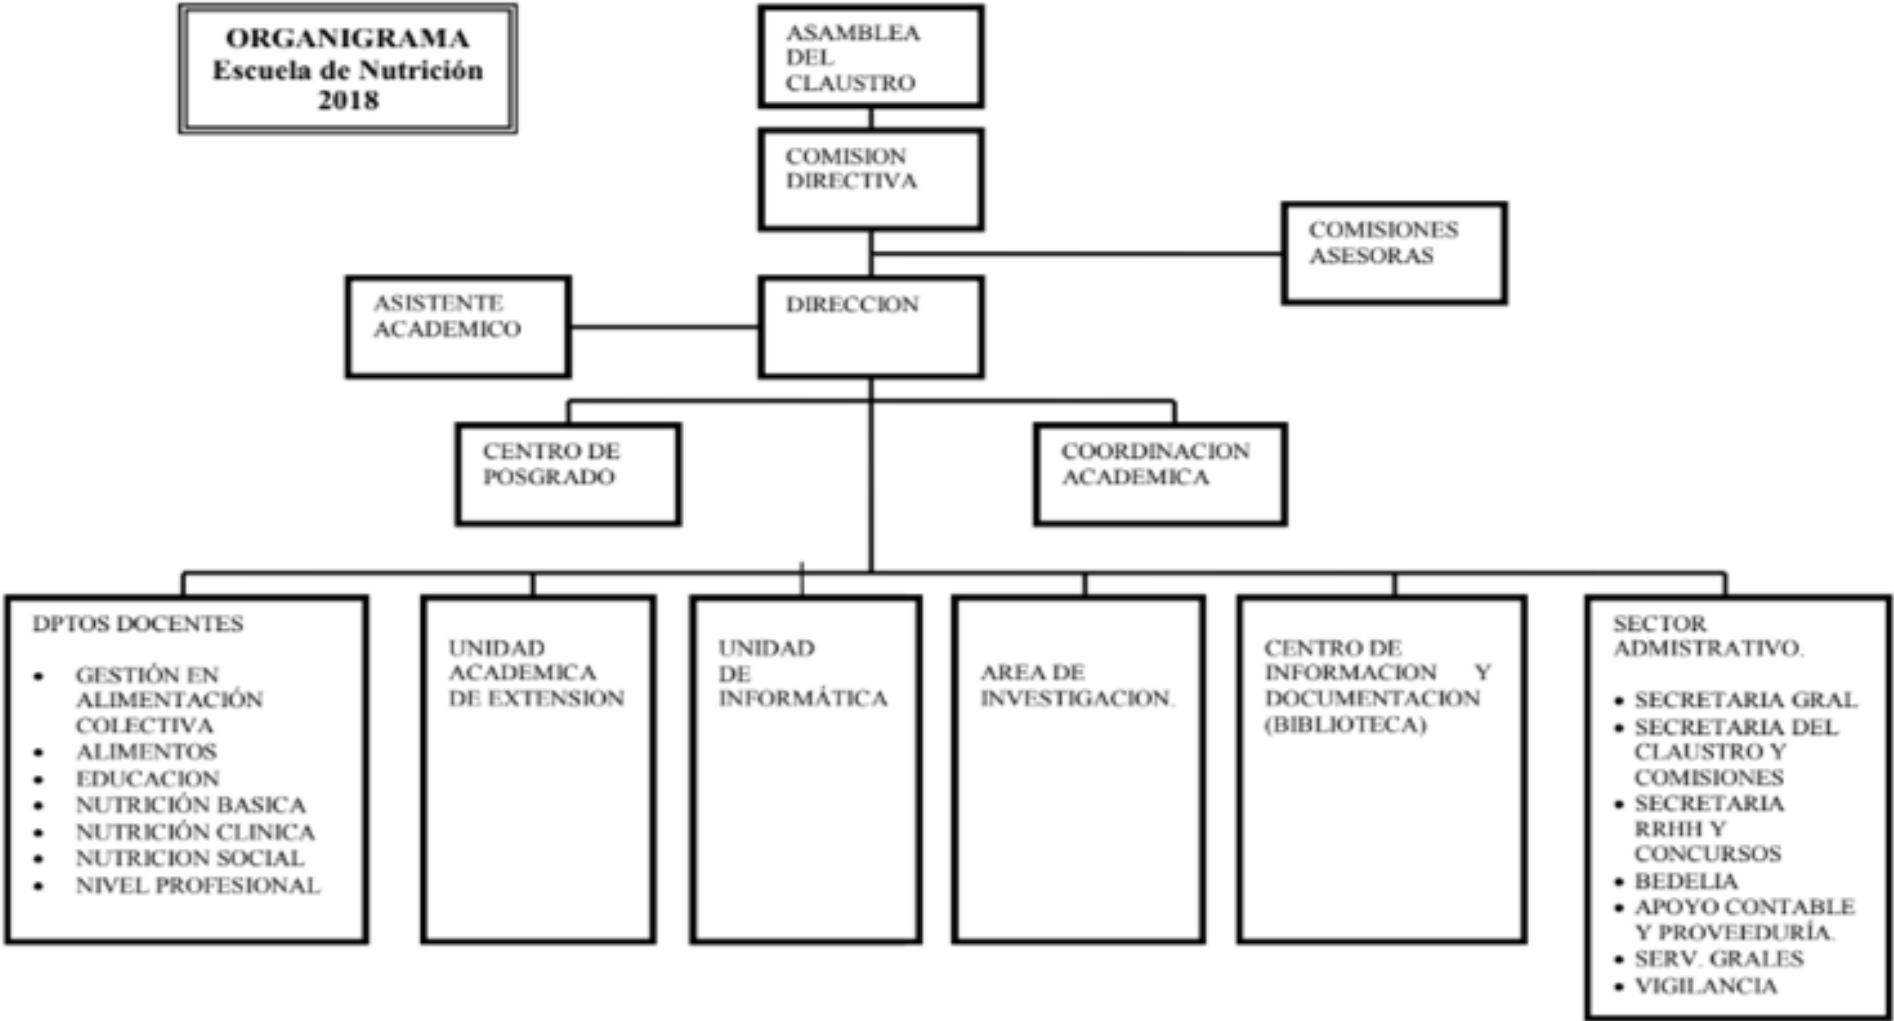 ORGANIGRAMA
Escuela de Nutrición
2018
ASAMBLEA
DEL
CLAUSTRO
COMISION
DIRECTIVA
COMISIONES
ASESORAS
ASISTENTE
ACADEMICO
DIRECCION
CENTRO DE
POSGRADO
COORDINACION
ACADEMICA
DPTOS DOCENTES
• GESTIÓN EN
ALIMENTACIÓN
COLECTIVA
• ALIMENTOS
• EDUCACION
• NUTRICIÓN BASICA
• NUTRICIÓN CLINICA
• NUTRICION SOCIAL
• NIVEL PROFESIONAL
UNIDAD
ACADEMICA
DE EXTENSION
UNIDAD
DE
INFORMÁTICA
AREA DE
INVESTIGACION.
CENTRO DE
INFORMACION Y
DOCUMENTACION
(BIBLIOTECA)
SECTOR
ADMISTRATIVO.
• SECRETARIA GRAL
• SECRETARIA DEL
CLAUSTRO Y
COMISIONES
• SECRETARIA
RRHH Y
CONCURSOS
• BEDELIA
• APOYO CONTABLE
Y PROVEEDURÍA.
• SERV. GRALES
• VIGILANCIA